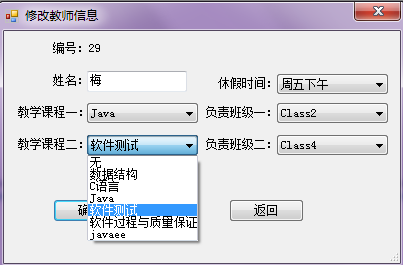 修改教师信息
编号：29
姓名：梅
休假时间：周五下午
教学课程一：Java
负责班级一：Class2
教学课程二：软件测试
负责班级二：Class4
无
数据结构
C语言
Java
软件测试
软件过程与质量保证
javaee
返回